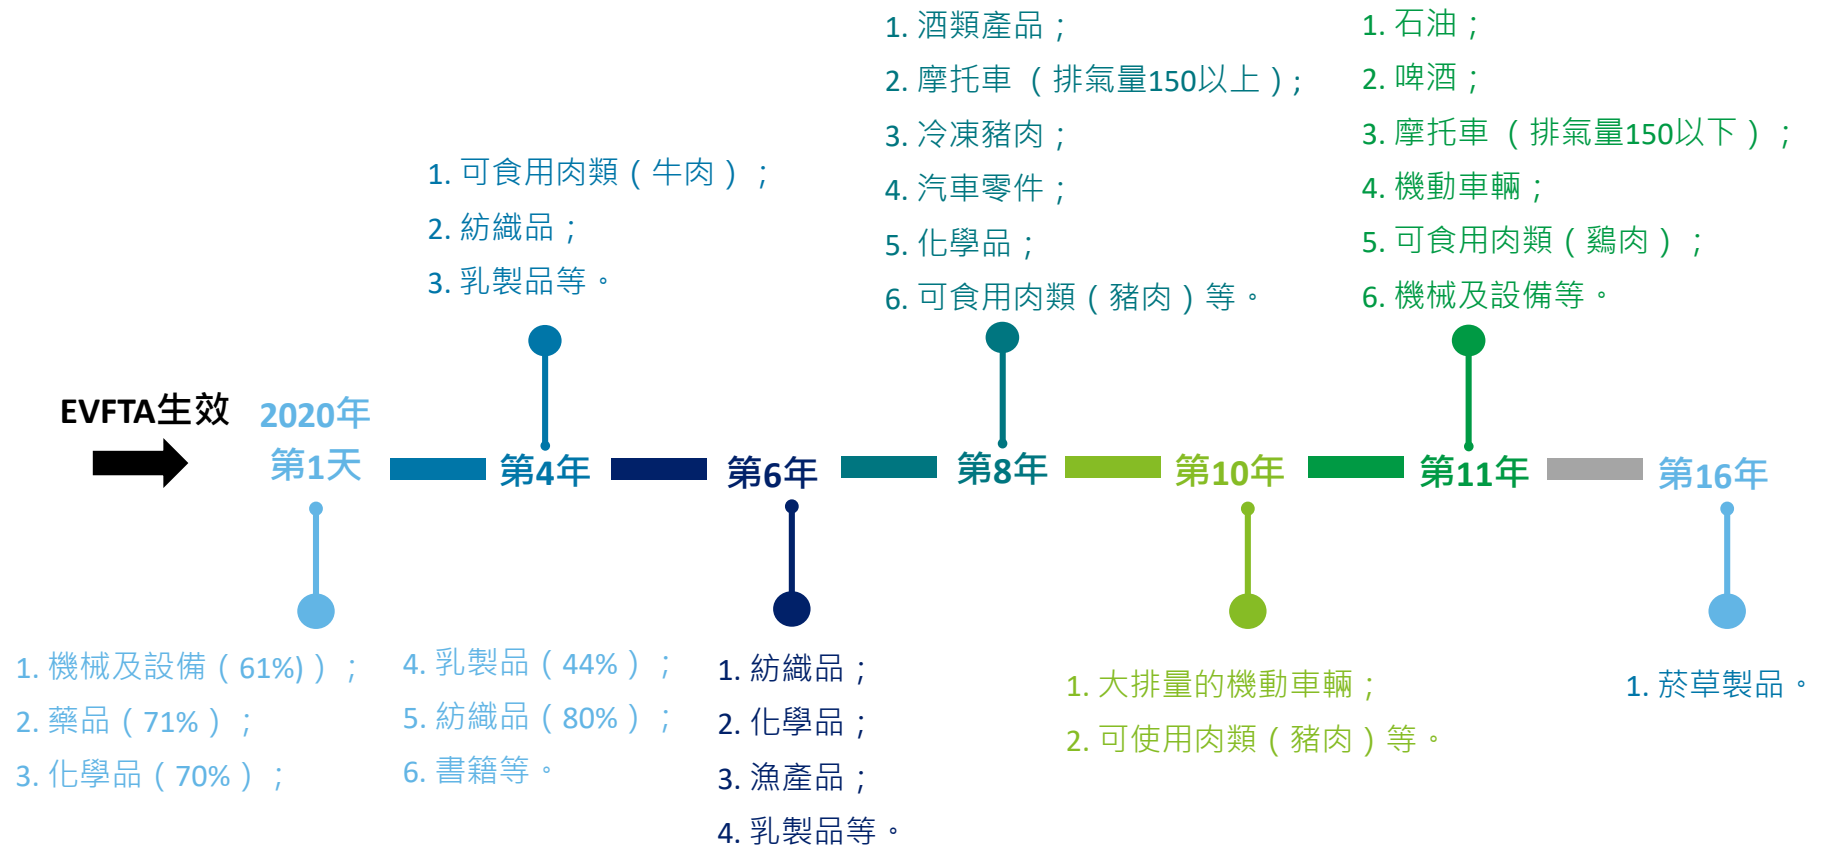 1. 酒類產品；
2. 摩托車 （排氣量150以上）;
3. 冷凍豬肉；
4. 汽車零件；
5. 化學品；
6. 可食用肉類（豬肉）等。
1. 石油；
2. 啤酒；
3. 摩托車 （排氣量150以下）；
4. 機動車輛；
5. 可食用肉類（鷄肉）；
6. 機械及設備等。
1. 可食用肉類（牛肉）；
2. 紡織品；
3. 乳製品等。
EVFTA生效
2020年
第1天
第4年
第6年
第8年
第10年
第11年
第16年
1. 機械及設備（61%)）；
2. 藥品（71%）；
3. 化學品（70%）；
4. 乳製品（44%）；
5. 紡織品（80%）；
6. 書籍等。
1. 紡織品；
2. 化學品；
3. 漁產品；
4. 乳製品等。
1. 大排量的機動車輛；
2. 可使用肉類（豬肉）等。
1. 菸草製品。